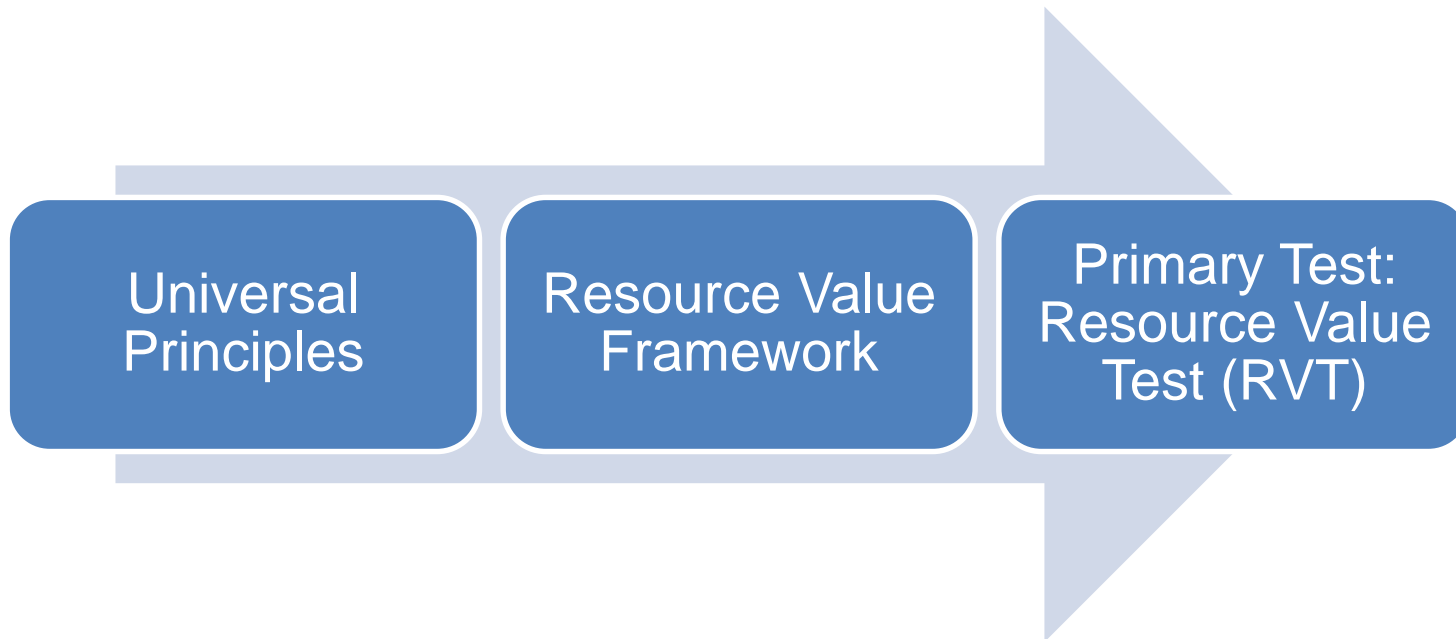 Universal
Principles
Resource Value
Framework
Primary Test:
Resource Value
Test (RVT)